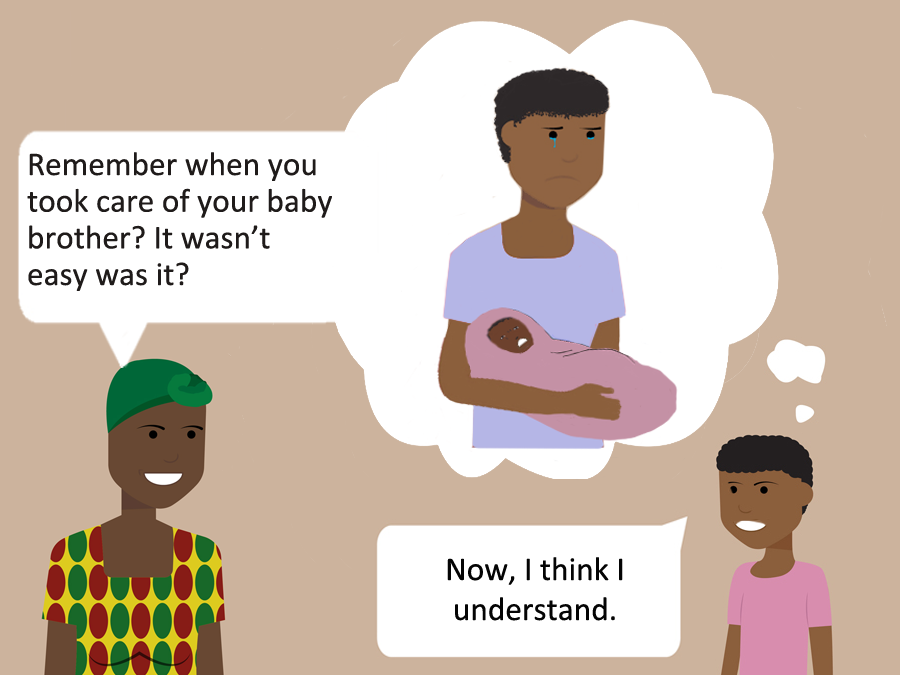 Remember when you
took care of your baby
brother? It wasn’t
easy was it?
Now, I think I
understand.